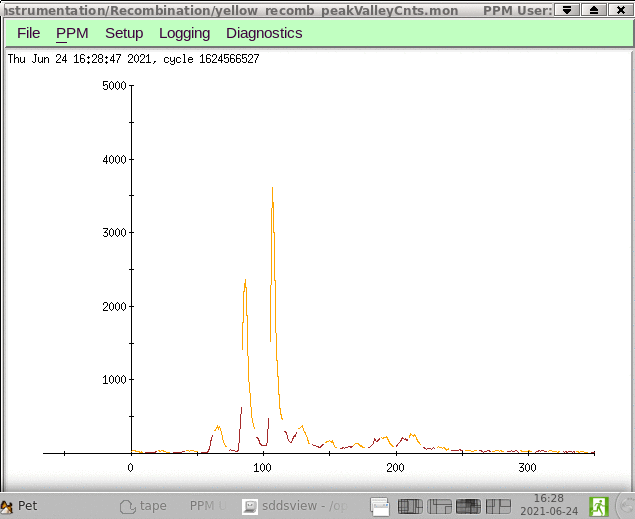 nstrumentation/Recombination/yellow_recomb_peakValleyCnts.mon PPM User:
File PPM Setup Logging Diagnostics
Thu Jun 24 16:28:47 2021, cycle 1624566527
5000
4000
3000
2000
1000
0 100 200 300
Pet tape PPM U sddsview - /op 16:28
2021-06-24